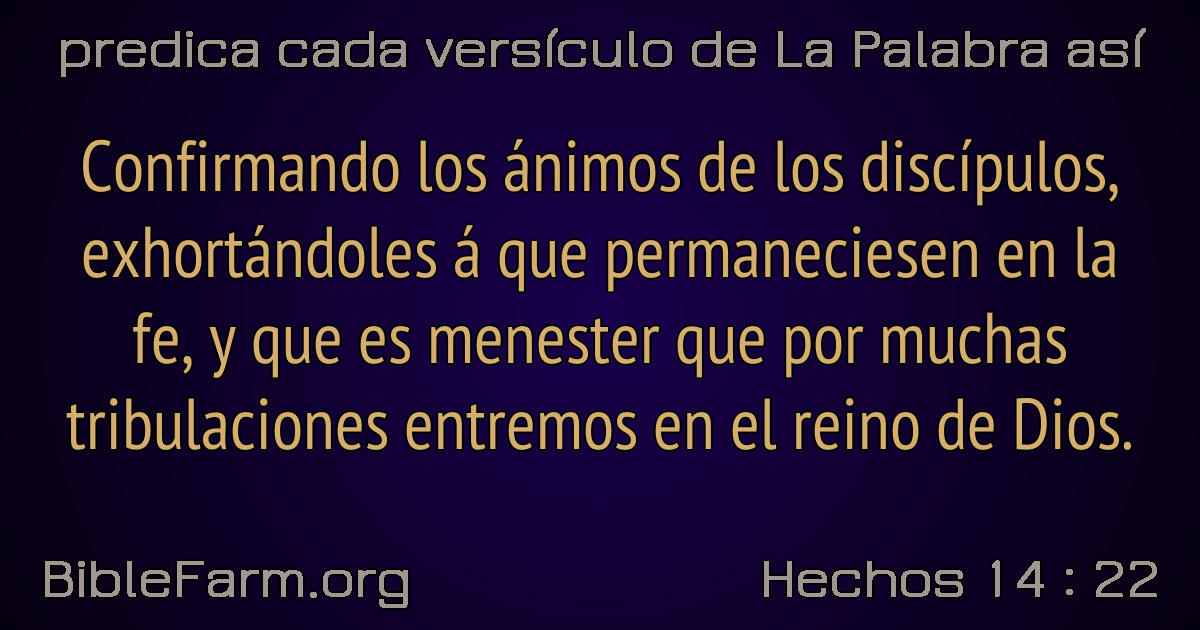 predica cada versículo de La Palabra así
Confirmando los ánimos de los discípulos,
exhortándoles á que permaneciesen en la
fe, y que es menester que por muchas
tribulaciones entremos en el reino de Dios.
BibleFarm.org
Hechos 14 : 22